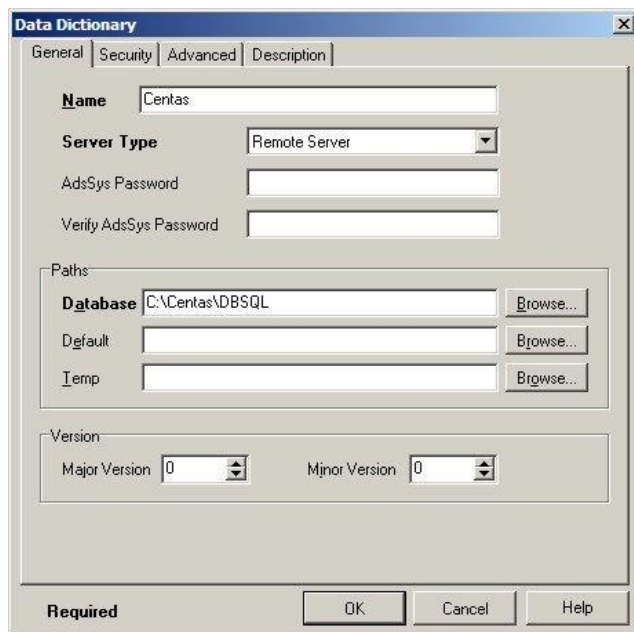 Data Dictionary
General Security Advanced Description
Name Centas
Server Type Remote Server
AdsSys Password
Verify AdsSys Password
Paths
Database C:\Centas\DBSQL Browse...
Default Browse...
Temp Browse...
Version
Major Version 0 Minor Version 0
Required OK Cancel Help